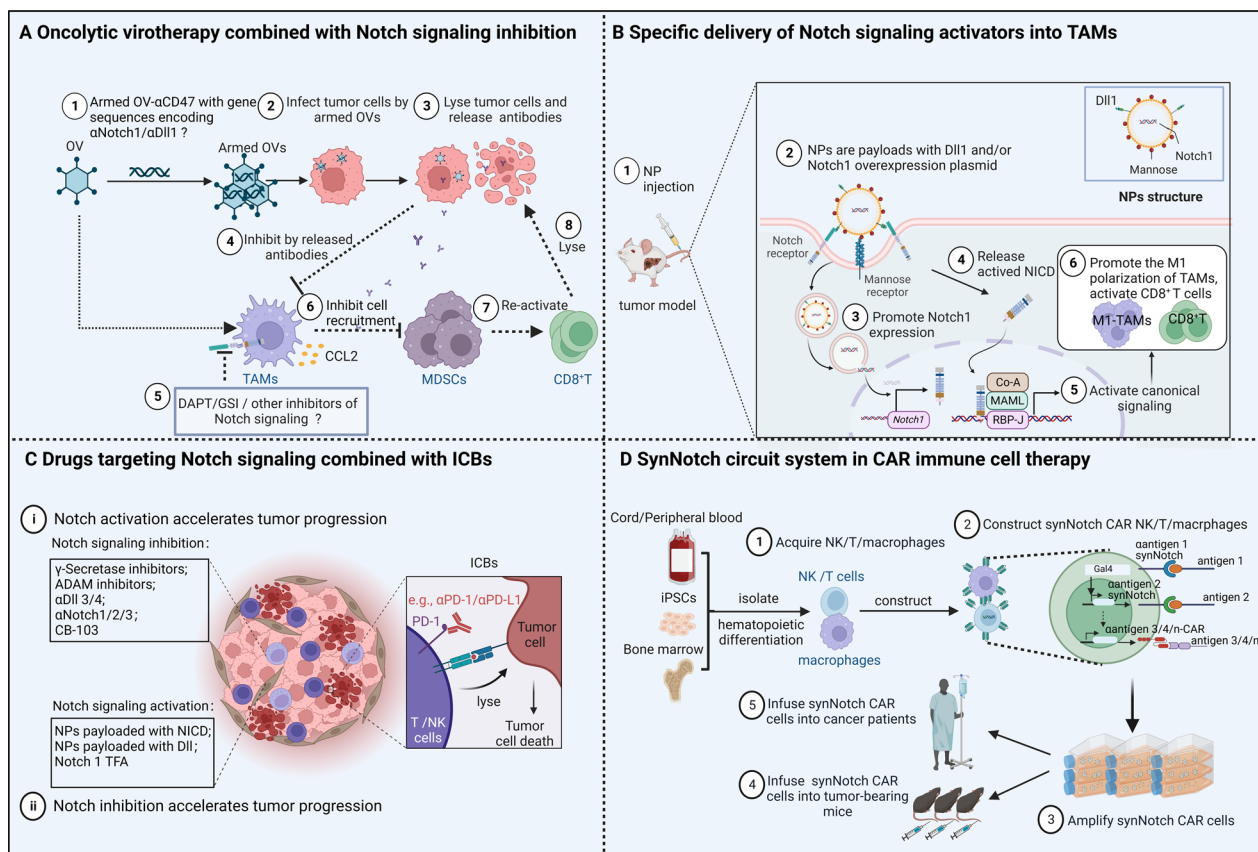 A Oncolytic virotherapy combined with Notch signaling inhibition
1 Armed OV-αCD47 with gene
sequences encoding
αNotch1/αDll1 ?
2 Infect tumor cells by
armed OVs
3 Lyse tumor cells and
release antibodies
OV
Armed OVs
4 Inhibit by released
antibodies
8
Lyse
6 Inhibit cell
recruitment
7 Re-activate
CCL2
TAMs
MDSCs
CD8⁺T
5 DAPT/GSI / other inhibitors of
Notch signaling ?
B Specific delivery of Notch signaling activators into TAMs
1 NP
injection
tumor model
2 NPs are payloads with Dll1 and/or
Notch1 overexpression plasmid
Dll1
Notch1
Mannose
NPs structure
Notch
receptor
Mannose
receptor
4 Release
actived NICD
6 Promote the M1
polarization of TAMs,
activate CD8⁺ T cells
M1-TAMs
CD8⁺T
3 Promote Notch1
expression
Notch1
Co-A
MAML
RBP-J
5 Activate canonical
signaling
C Drugs targeting Notch signaling combined with ICBs
i Notch activation accelerates tumor progression
Notch signaling inhibition:
γ-Secretase inhibitors;
ADAM inhibitors;
αDll 3/4;
αNotch1/2/3;
CB-103
Notch signaling activation:
NPs payloaded with NICD;
NPs payloaded with Dll;
Notch 1 TFA
ii Notch inhibition accelerates tumor progression
ICBs
e.g., αPD-1/αPD-L1
PD-1
Tumor
cell
lyse
T /NK
cells
Tumor
cell death
D SynNotch circuit system in CAR immune cell therapy
Cord/Peripheral blood
iPSCs
Bone marrow
1 Acquire NK/T/macrophages
isolate
hematopoietic
differentiation
NK /T cells
macrophages
construct
2 Construct synNotch CAR NK/T/macrphages
Gal4
αantigen 1
synNotch
antigen 1
αantigen 2
synNotch
antigen 2
αantigen 3/4/n-CAR
antigen 3/4/n
5 Infuse synNotch CAR
cells into cancer patients
4 Infuse synNotch CAR
cells into tumor-bearing
mice
3 Amplify synNotch CAR cells